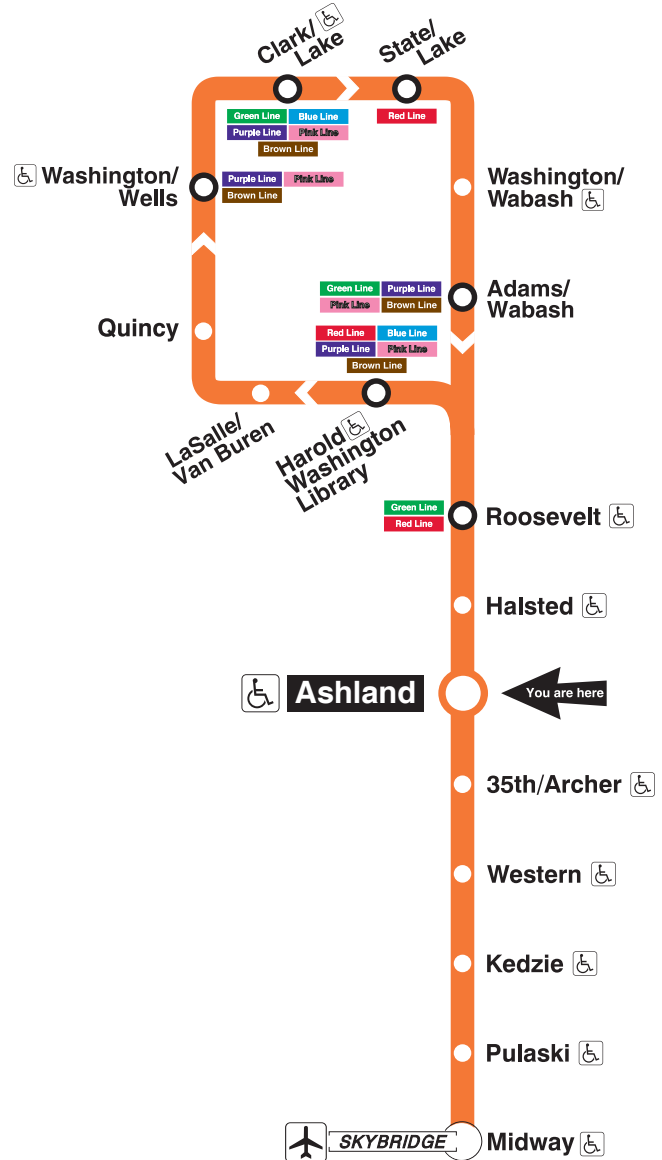 Clark/
Lake
State/
Lake
Green Line Blue Line
Purple Line Pink Line
Brown Line
Red Line
Washington/
Wells
Purple Line Pink Line
Brown Line
Washington/
Wabash
Green Line Purple Line
Pink Line Brown Line
Adams/
Wabash
Quincy
Red Line Blue Line
Purple Line Pink Line
Brown Line
LaSalle/
Van Buren
Harold
Washington
Library
Green Line
Red Line
Roosevelt
Halsted
Ashland
You are here
35th/Archer
Western
Kedzie
Pulaski
SKYBRIDGE
Midway